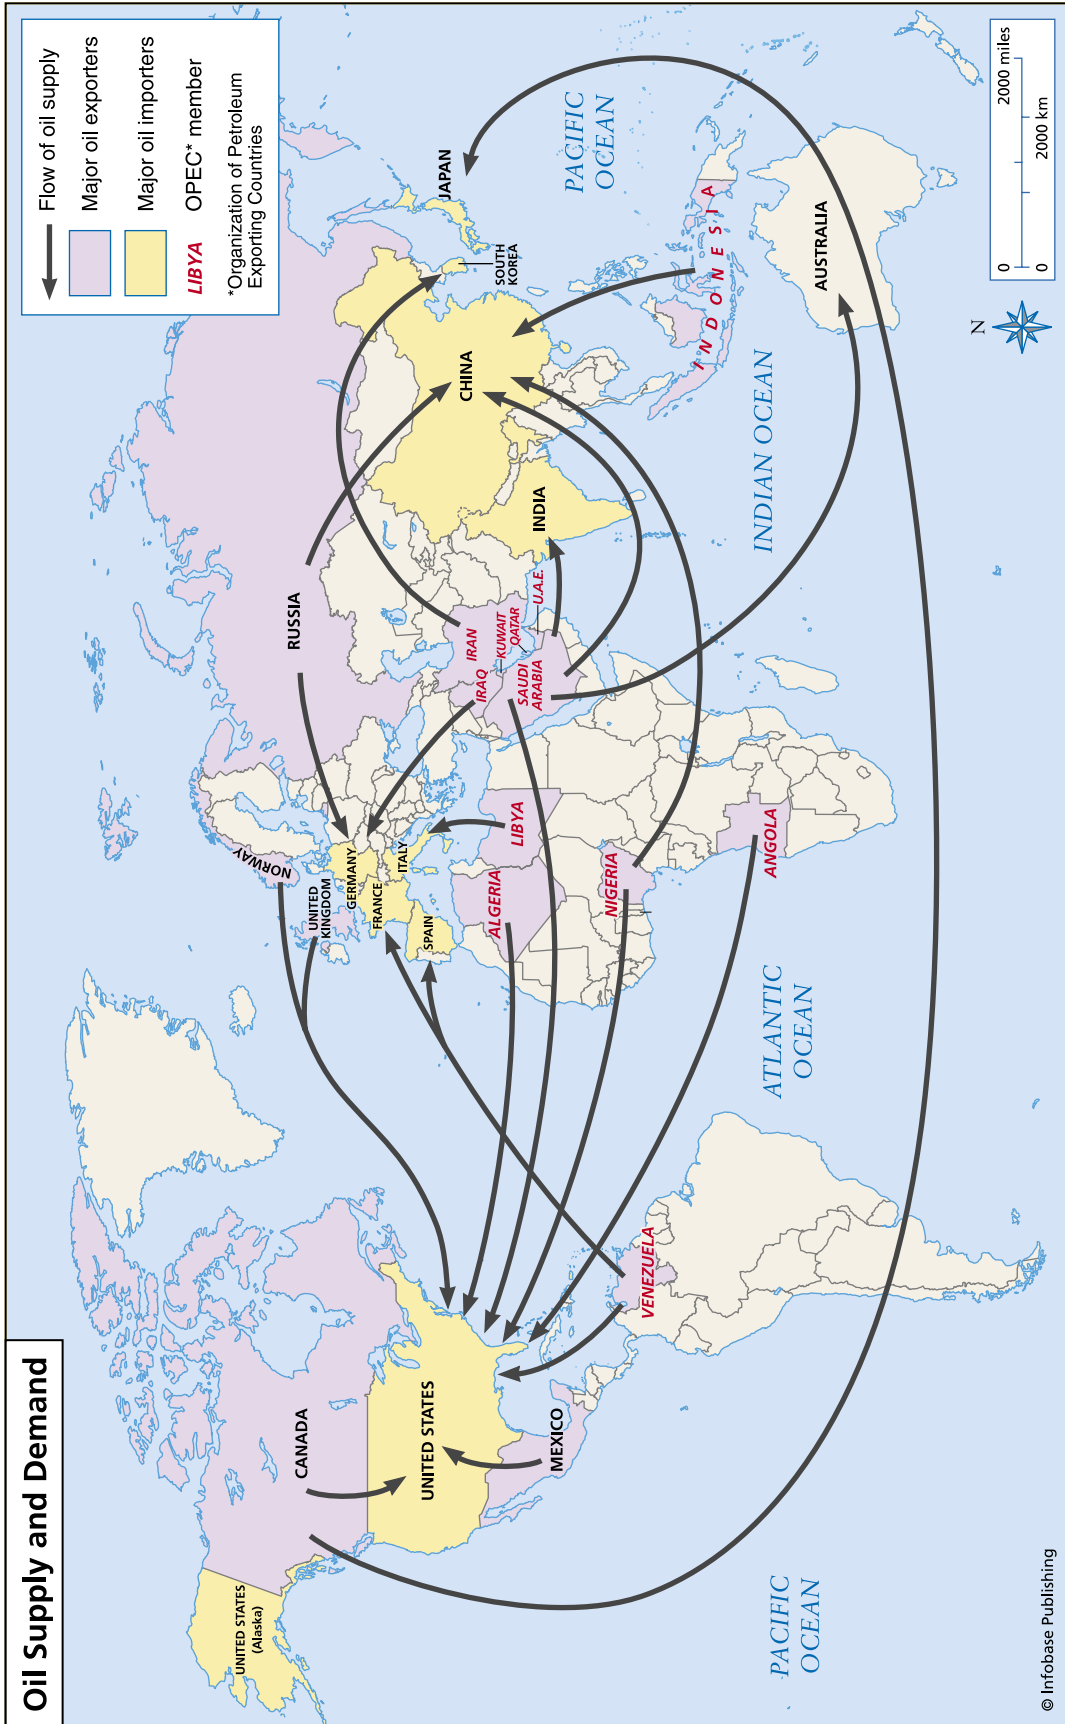 Oil Supply and Demand
Flow of oil supply
Major oil exporters
Major oil importers
LIBYA OPEC* member
*Organization of Petroleum
Exporting Countries
UNITED STATES
(Alaska)
CANADA
UNITED STATES
MEXICO
VENEZUELA
NORWAY
UNITED
KINGDOM
GERMANY
FRANCE
ITALY
SPAIN
ALGERIA
LIBYA
NIGERIA
ANGOLA
RUSSIA
IRAN
IRAQ
KUWAIT
QATAR
SAUDI
ARABIA
U.A.E.
INDIA
CHINA
JAPAN
SOUTH
KOREA
INDONESIA
AUSTRALIA
PACIFIC
OCEAN
ATLANTIC
OCEAN
INDIAN OCEAN
PACIFIC
OCEAN
N
0 2000 miles
0 2000 km
© Infobase Publishing